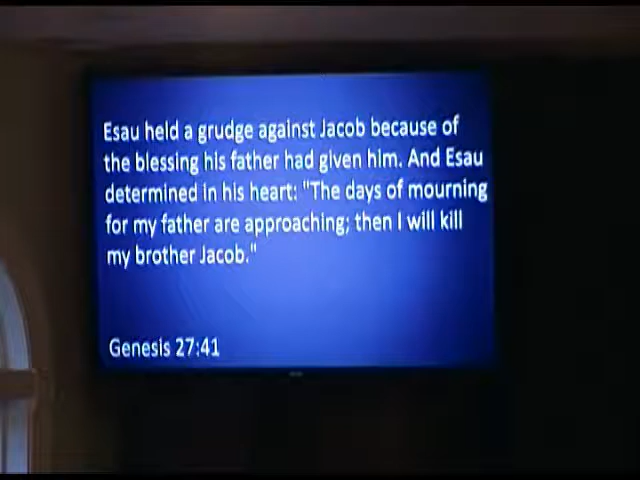 Esau held a grudge against Jacob because of
the blessing his father had given him. And Esau
determined in his heart: "The days of mourning
for my father are approaching; then I will kill
my brother Jacob."
Genesis 27:41